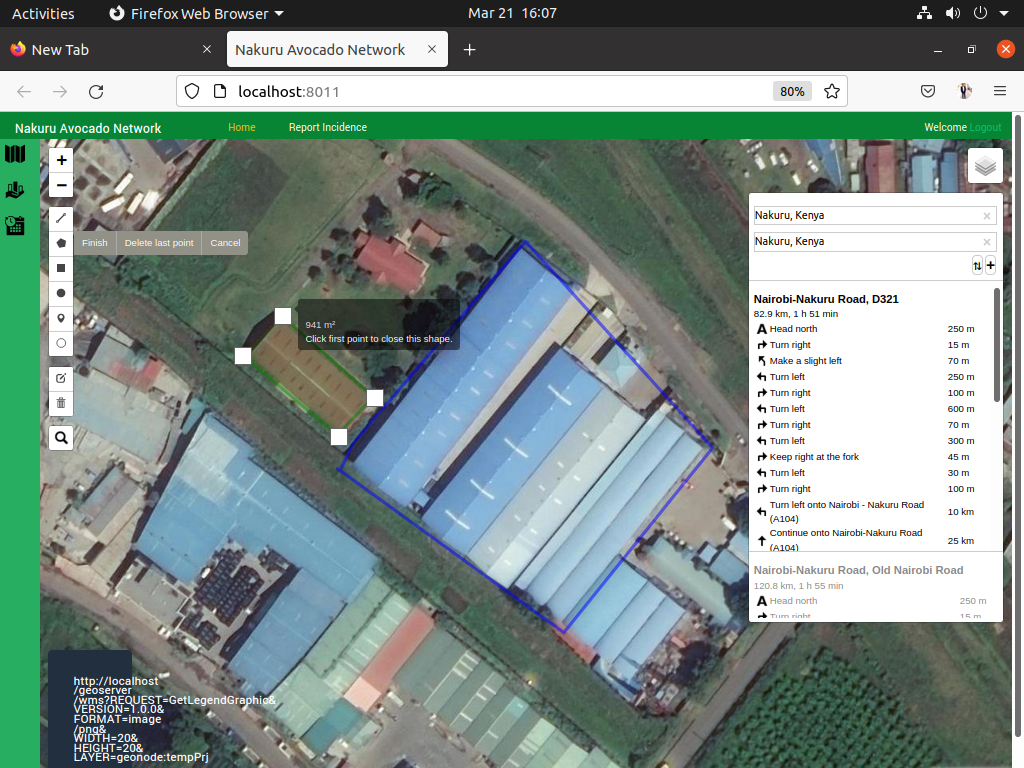 Activities
Firefox Web Browser
Mar 21 16:07
New Tab
Nakuru Avocado Network
localhost:8011
80%
Nakuru Avocado Network
Home
Report Incidence
Welcome Logout
+
−
Finish
Delete last point
Cancel
941 m²
Click first point to close this shape.
Nakuru, Kenya
Nakuru, Kenya
Nairobi-Nakuru Road, D321
82.9 km, 1 h 51 min
Head north 250 m
Turn right 15 m
Make a slight left 70 m
Turn left 250 m
Turn right 100 m
Turn left 600 m
Turn right 70 m
Turn left 300 m
Keep right at the fork 45 m
Turn left 30 m
Turn right 100 m
Turn left onto Nairobi - Nakuru Road
(A104) 10 km
Continue onto Nairobi-Nakuru Road
(A104) 25 km
Nairobi-Nakuru Road, Old Nairobi Road
120.8 km, 1 h 55 min
Head north 250 m
Turn right 15 m
http://localhost
/geoserver
/wms?REQUEST=GetLegendGraphic&
VERSION=1.0.0&
FORMAT=image
/png&
WIDTH=20&
HEIGHT=20&
LAYER=geonode:tempPrj